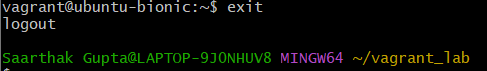 vagrant@ubuntu-bionic:~$ exit
logout
Saarthak Gupta@LAPTOP-9JONHUV8 MINGW64 ~/vagrant_lab